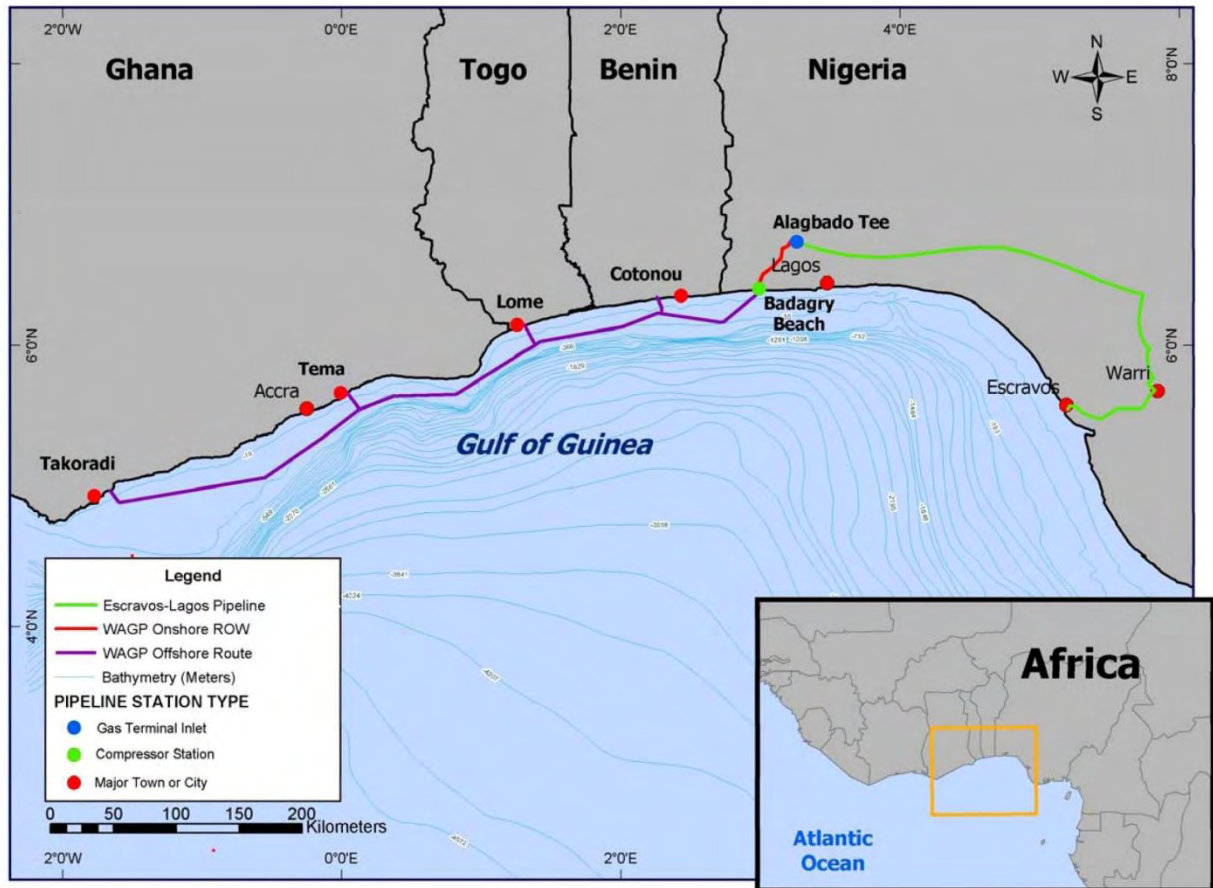 2°0'W
0°0'E
2°0'E
4°0'E
8°0'N
Ghana
Togo
Benin
Nigeria
N
W
E
S
Alagbado Tee
Lagos
Cotonou
Badagry
Beach
Lome
6°0'N
6°0'N
Tema
Accra
Warri
Escravos
Takoradi
Gulf of Guinea
-3841
4°0'N
Legend
Escravos-Lagos Pipeline
WAGP Onshore ROW
WAGP Offshore Route
Bathymetry (Meters)
PIPELINE STATION TYPE
Gas Terminal Inlet
Compressor Station
Major Town or City
0 50 100 150 200
Kilometers
2°0'W
0°0'E
2°0'E
Africa
Atlantic
Ocean